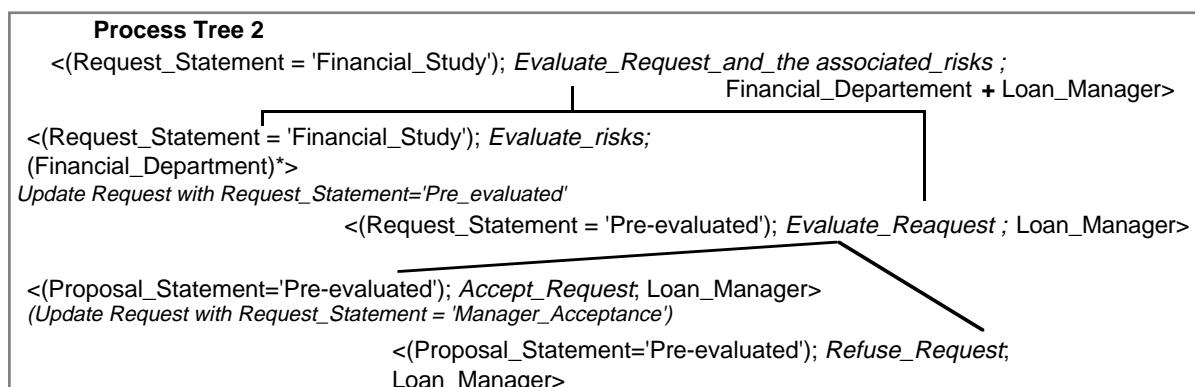 Process Tree 2
<(Request_Statement = 'Financial_Study'); Evaluate_Request_and_the associated_risks ;
Financial_Departement + Loan_Manager>
<(Request_Statement = 'Financial_Study'); Evaluate_risks;
(Financial_Department)*>
Update Request with Request_Statement='Pre_evaluated'
<(Request_Statement = 'Pre-evaluated'); Evaluate_Reaquest ; Loan_Manager>
<(Proposal_Statement='Pre-evaluated'); Accept_Request; Loan_Manager>
(Update Request with Request_Statement = 'Manager_Acceptance')
<(Proposal_Statement='Pre-evaluated'); Refuse_Request;
Loan_Manager>